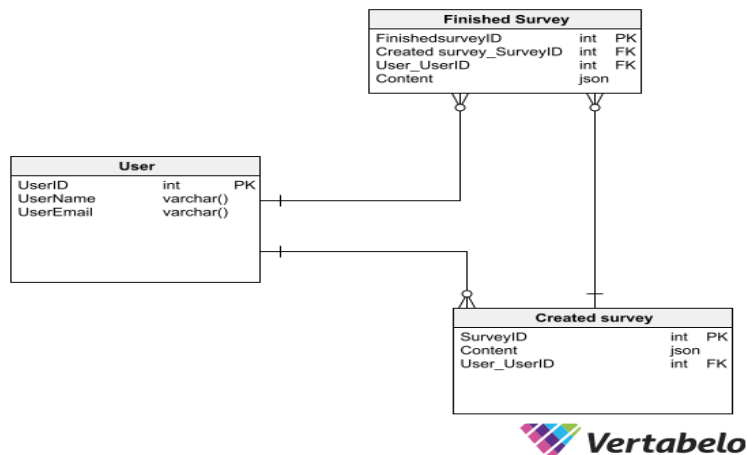 Finished Survey
FinishedsurveyID int PK
Created survey_SurveyID int FK
User_UserID int FK
Content json
User
UserID int PK
UserName varchar()
UserEmail varchar()
Created survey
SurveyID int PK
Content json
User_UserID int FK
Vertabelo